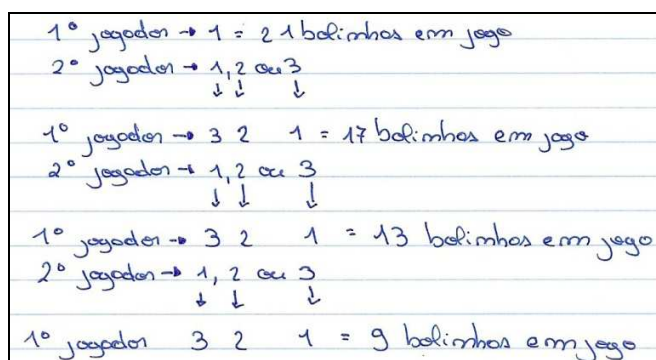 1º jogador → 1 = 21 bolinhas em jogo
2º jogador → 1, 2 ou 3
↓ ↓ ↓
1º jogador → 3 2 1 = 17 bolinhas em jogo
2º jogador → 1, 2 ou 3
↓ ↓ ↓
1º jogador → 3 2 1 = 13 bolinhas em jogo
2º jogador → 1, 2 ou 3
↓ ↓ ↓
1º jogador 3 2 1 = 9 bolinhas em jogo